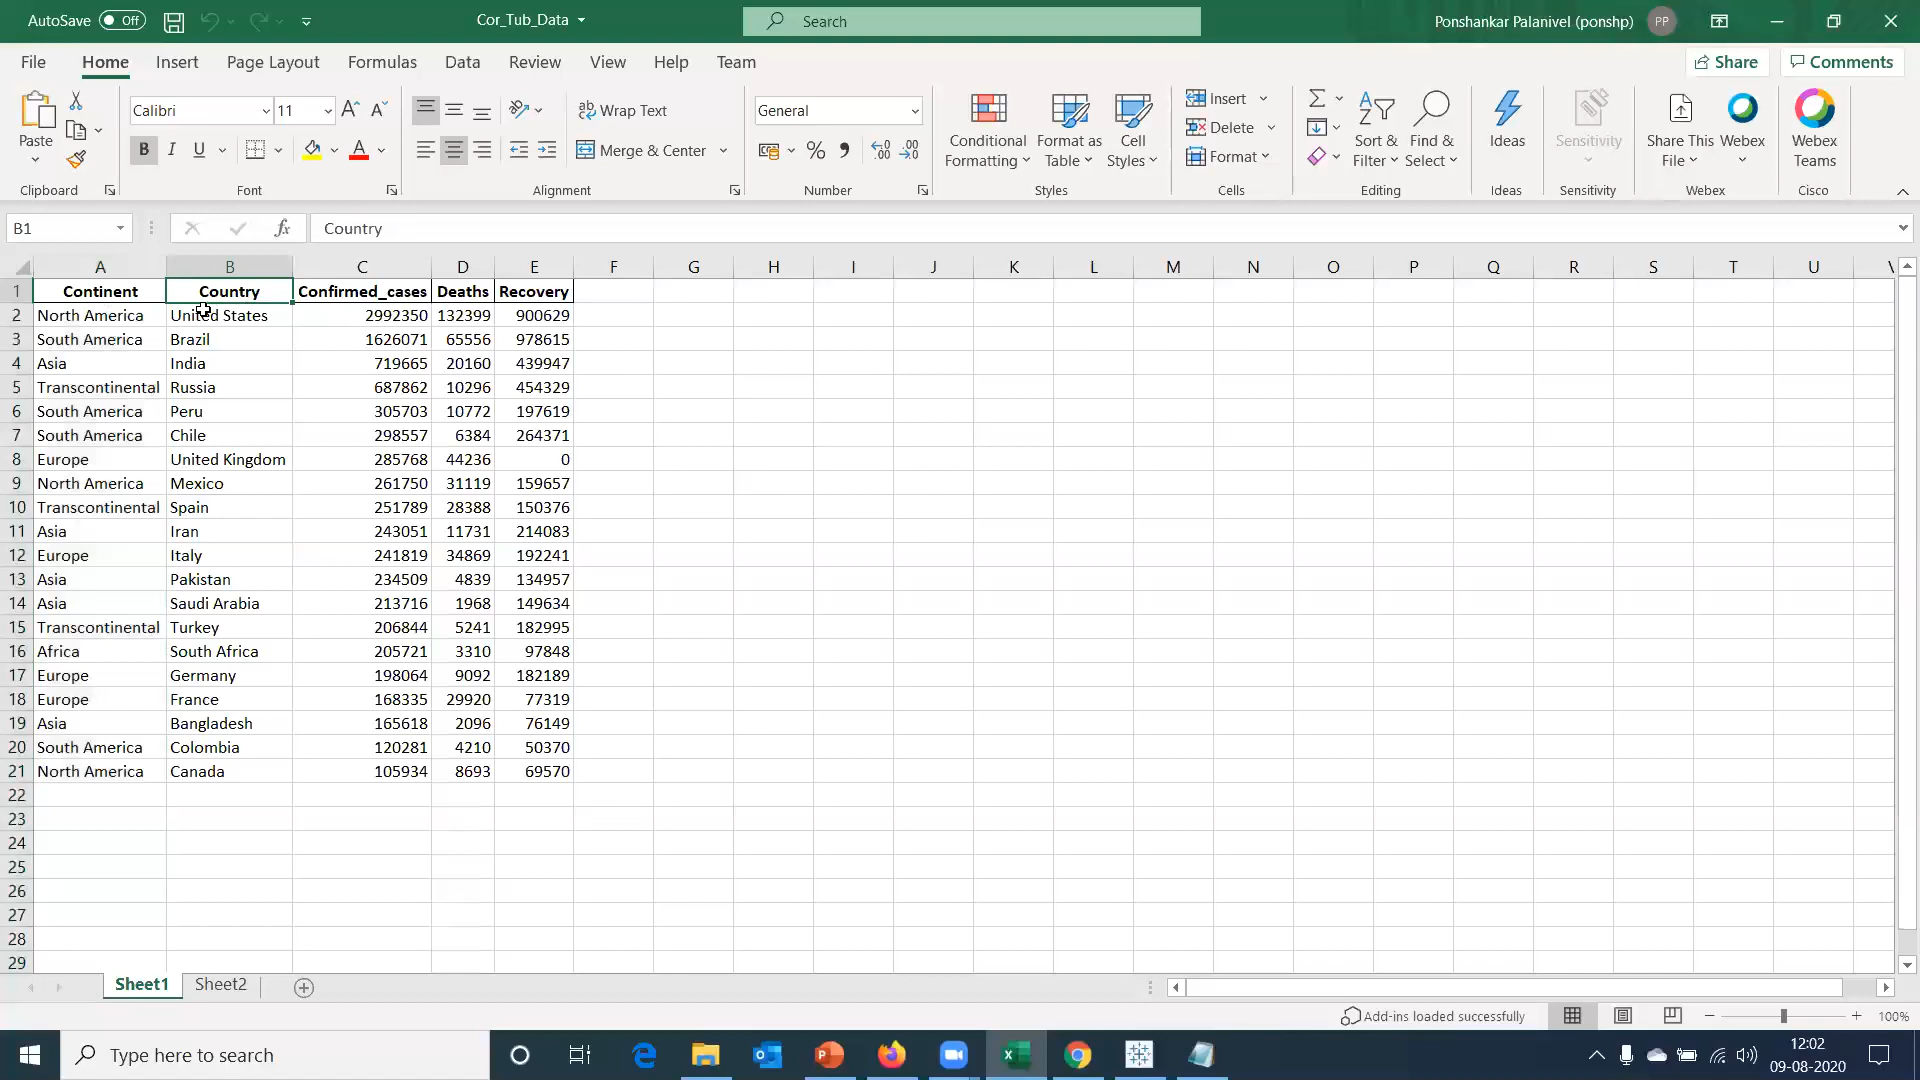 AutoSave Off Cor_Tub_Data Search Ponshankar Palanivel (ponshp) PP
File Home Insert Page Layout Formulas Data Review View Help Team Share Comments
Paste Calibri 11 Wrap Text General Conditional Formatting Format as Table Cell Styles Insert Sort & Filter Find & Select Ideas Sensitivity Share This File Webex Webex Teams
B I U Merge & Center % Delete
Format
Clipboard Font Alignment Number Styles Cells Editing Ideas Sensitivity Webex Cisco
B1 fx Country
A B C D E F G H I J K L M N O P Q R S T U V
1 Continent Country Confirmed_cases Deaths Recovery
2 North America United States 2992350 132399 900629
3 South America Brazil 1626071 65556 978615
4 Asia India 719665 20160 439947
5 Transcontinental Russia 687862 10296 454329
6 South America Peru 305703 10772 197619
7 South America Chile 298557 6384 264371
8 Europe United Kingdom 285768 44236 0
9 North America Mexico 261750 31119 159657
10 Transcontinental Spain 251789 28388 150376
11 Asia Iran 243051 11731 214083
12 Europe Italy 241819 34869 192241
13 Asia Pakistan 234509 4839 134957
14 Asia Saudi Arabia 213716 1968 149634
15 Transcontinental Turkey 206844 5241 182995
16 Africa South Africa 205721 3310 97848
17 Europe Germany 198064 9092 182189
18 Europe France 168335 29920 77319
19 Asia Bangladesh 165618 2096 76149
20 South America Colombia 120281 4210 50370
21 North America Canada 105934 8693 69570
22
23
24
25
26
27
28
29
Sheet1 Sheet2
Add-ins loaded successfully 100%
Type here to search 12:02
09-08-2020